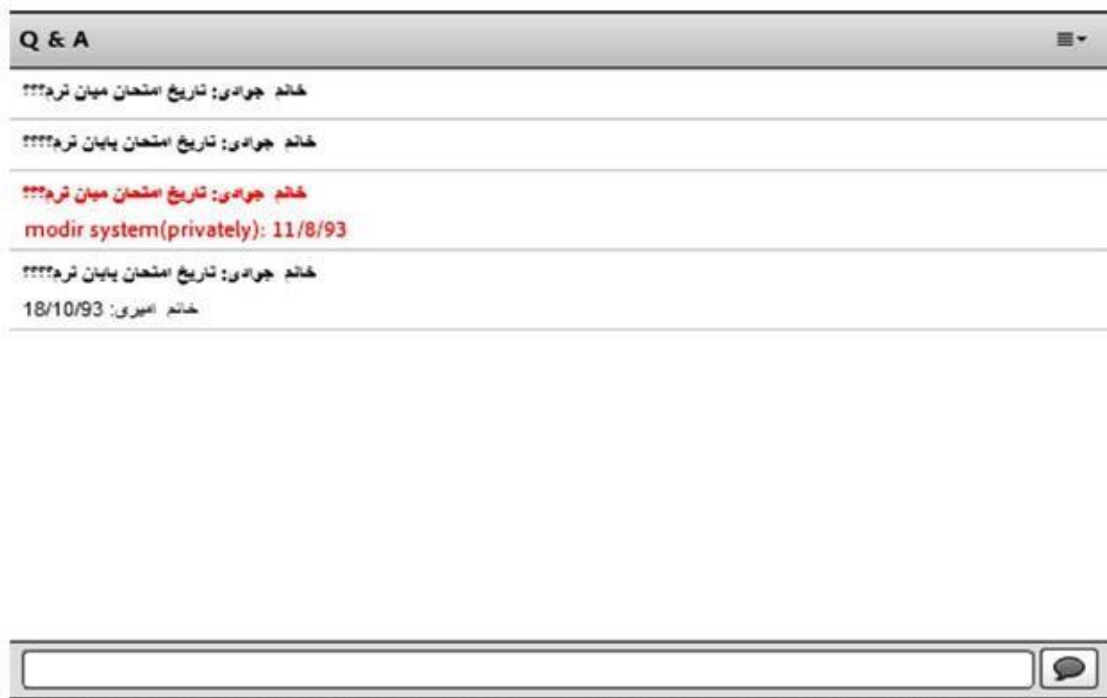 Q & A
خانم جوادی: تاریخ امتحان میان ترم؟؟؟
خانم جوادی: تاریخ امتحان پایان ترم؟؟؟؟
خانم جوادی: تاریخ امتحان میان ترم؟؟؟
modir system(privately): 11/8/93
خانم جوادی: تاریخ امتحان پایان ترم؟؟؟؟
خانم امیری: 18/10/93